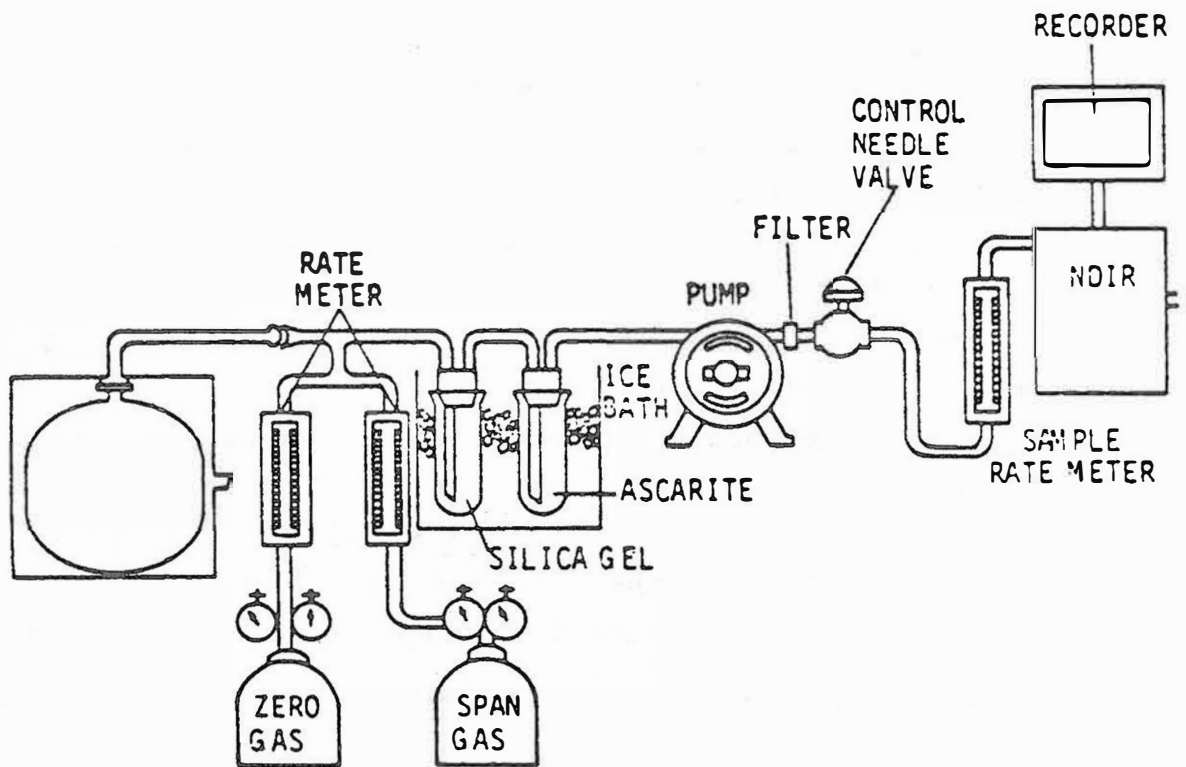 RECORDER
CONTROL
NEEDLE
VALVE
FILTER
RATE
METER
PUMP
NDIR
ICE
BATH
SAMPLE
RATE METER
ASCARITE
SILICA GEL
ZERO
GAS
SPAN
GAS